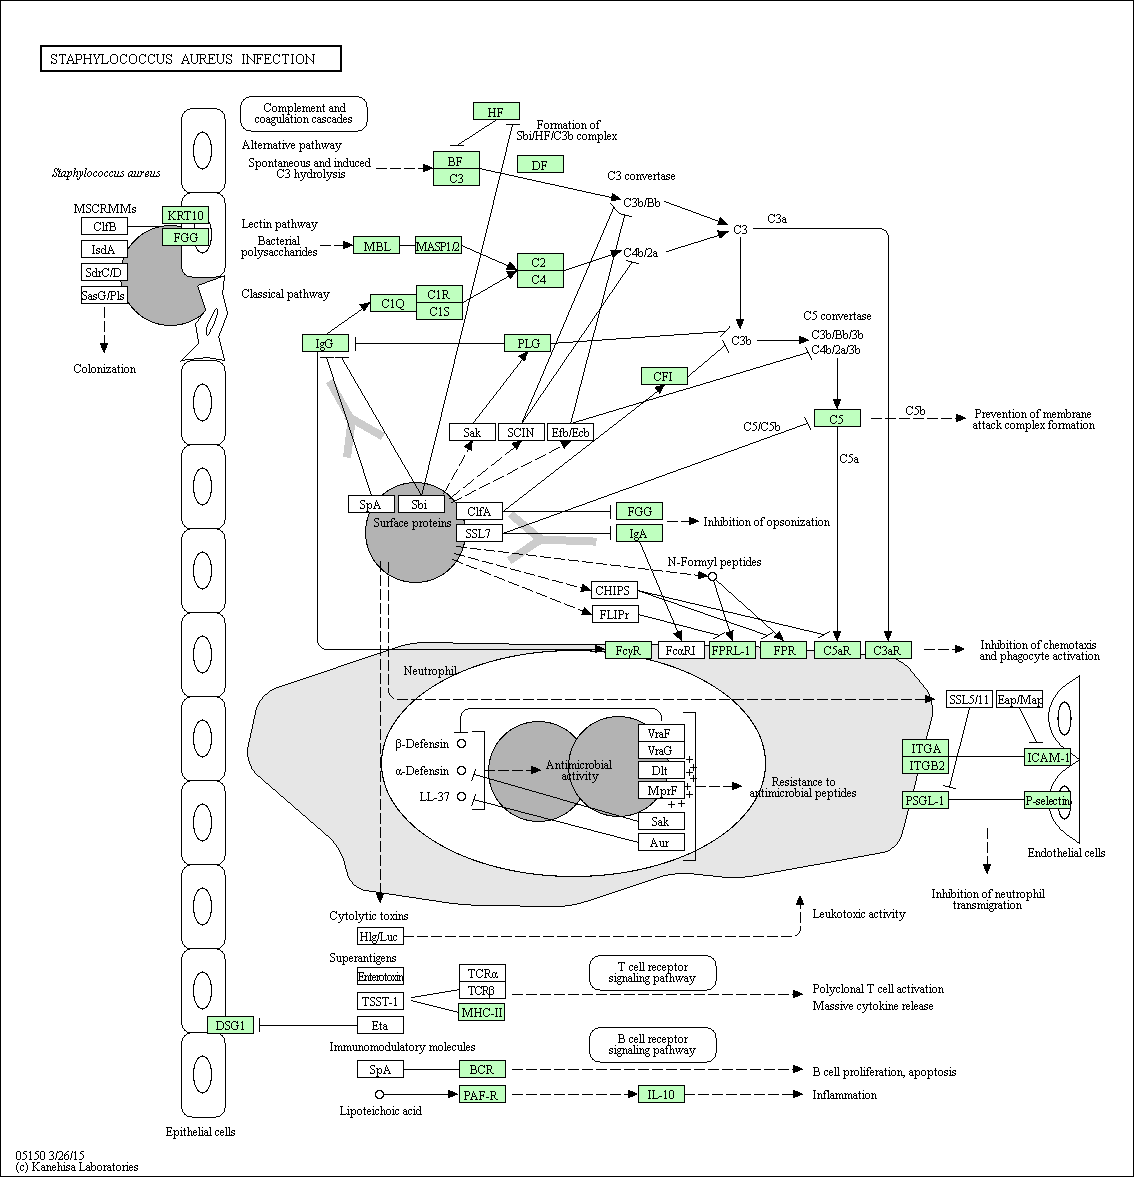 STAPHYLOCOCCUS AUREUS INFECTION
Complement and
coagulation cascades
HF
Formation of
Sbi/HF/C3b complex
Alternative pathway
Spontaneous and induced
C3 hydrolysis
BF
C3
DF
Staphylococcus aureus
C3 convertase
C3b/Bb
MSCRMMs
ClfB
IsdA
SdrC/D
SasG/Pls
KRT10
FGG
Colonization
Lectin pathway
Bacterial
polysaccharides
MBL
MASP1/2
C2
C4
C4b/2a
C3
C3a
Classical pathway
C1Q
C1R
C1S
IgG
PLG
C3b
C5 convertase
C3b/Bb/3b
C4b/2a/3b
CFI
C5
C5b
Prevention of membrane
attack complex formation
C5/C5b
C5a
Sak
SCIN
Efb/Ecb
SpA
Sbi
Surface proteins
ClfA
SSL7
FGG
IgA
Inhibition of opsonization
N-Formyl peptides
CHIPS
FLIPr
FcγR
FcαRI
FPRL-1
FPR
C5aR
C3aR
Inhibition of chemotaxis
and phagocyte activation
Neutrophil
SSL5/11
Eap/Map
β-Defensin
α-Defensin
LL-37
Antimicrobial
activity
VraF
VraG
Dlt
MprF
Sak
Aur
+
+
+
+
+
+
+
+ +
Resistance to
antimicrobial peptides
ITGA
ITGB2
ICAM-1
PSGL-1
P-selectin
Endothelial cells
Inhibition of neutrophil
transmigration
Cytolytic toxins
Hlg/Luc
Leukotoxic activity
Superantigens
Enterotoxin
TSST-1
Eta
DSG1
TCRα
TCRβ
MHC-II
T cell receptor
signaling pathway
Polyclonal T cell activation
Massive cytokine release
Immunomodulatory molecules
SpA
BCR
B cell receptor
signaling pathway
B cell proliferation, apoptosis
Lipoteichoic acid
PAF-R
IL-10
Inflammation
Epithelial cells
05150 3/26/15
(c) Kanehisa Laboratories